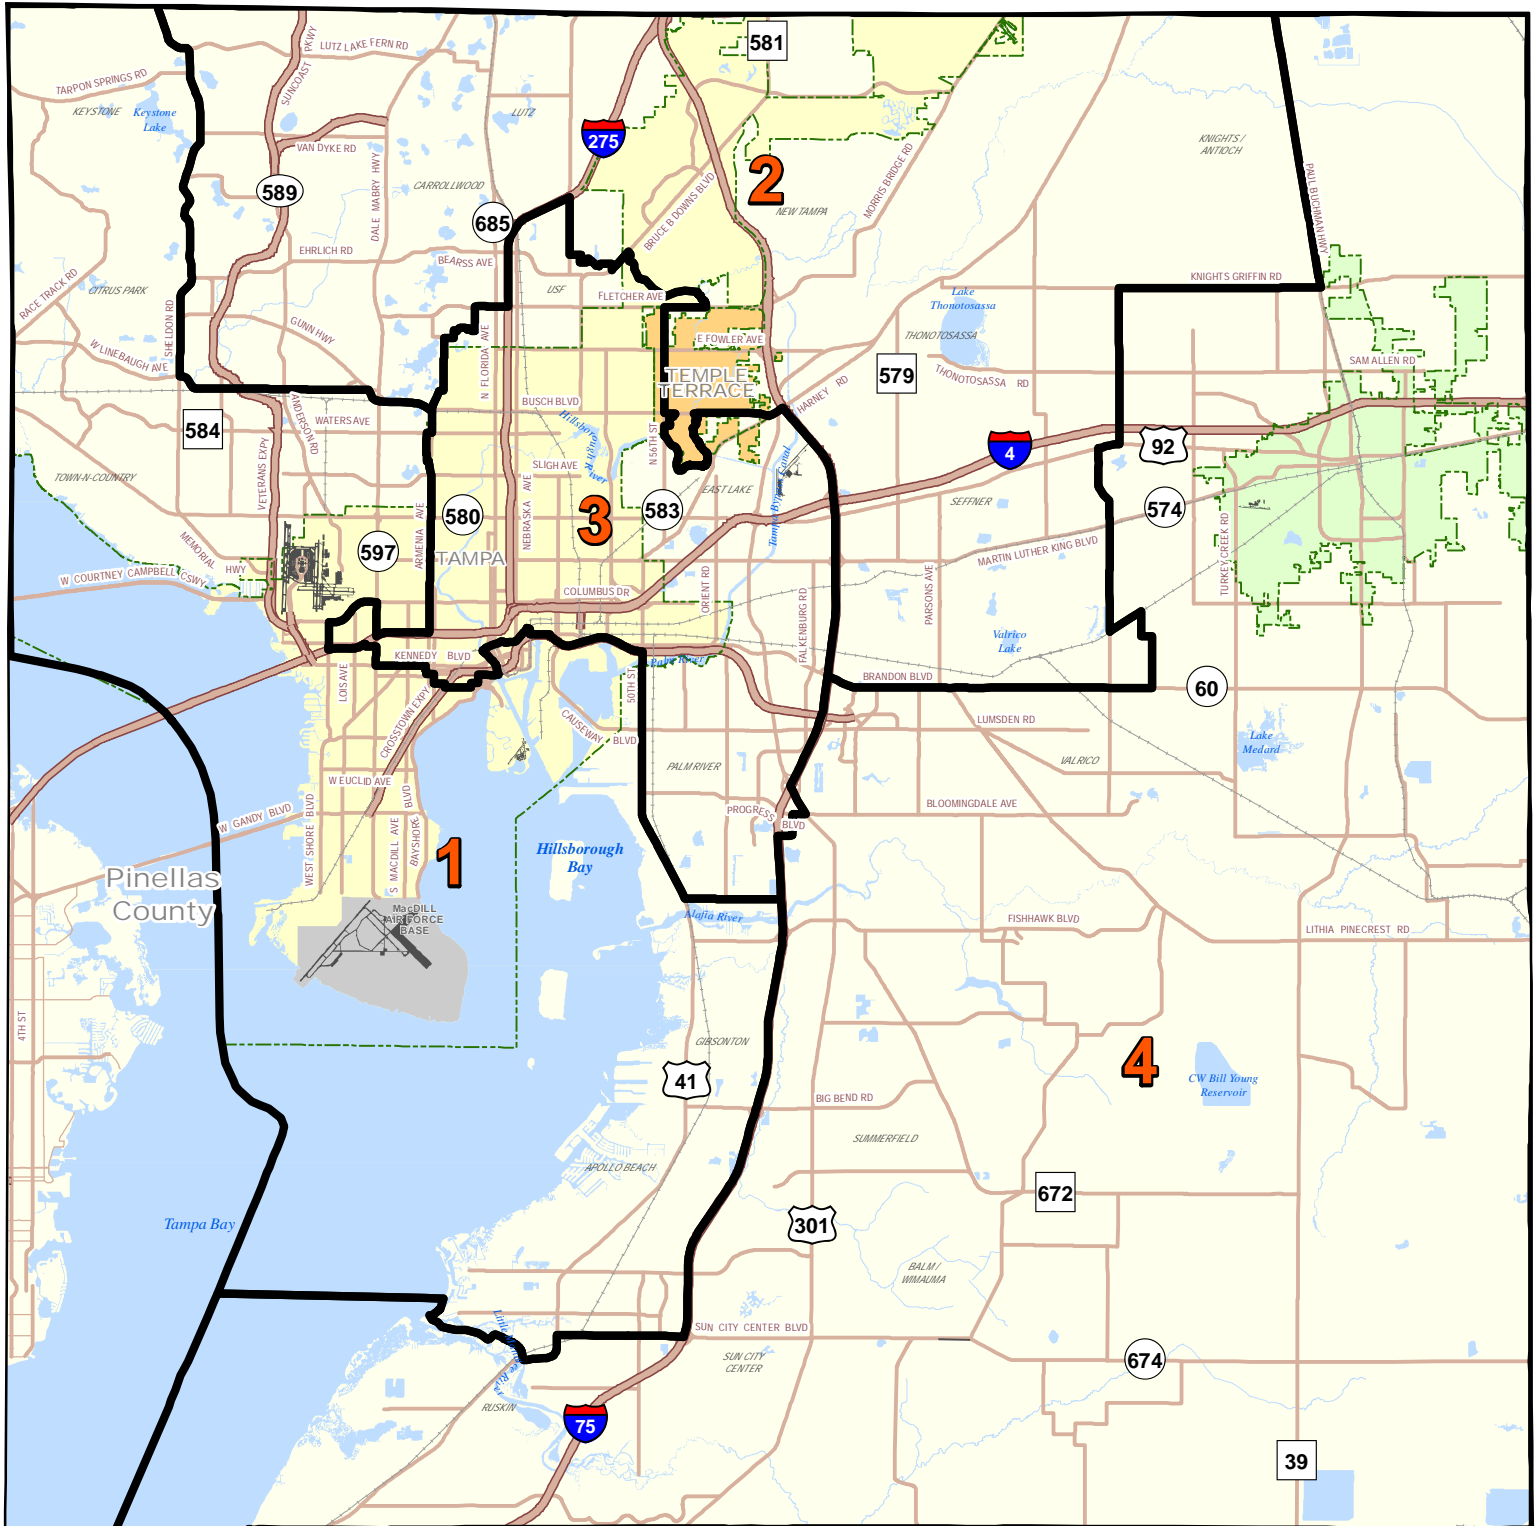 LUTZ LAKE FERN RD
SUNCOAST PKWY
581
TARPON SPRINGS RD
KEYSTONE
Keystone
Lake
LUTZ
275
VAN DYKE RD
DALE MABRY HWY
KNIGHTS /
ANTIOCH
MORRIS BRIDGE RD
PAUL BUCHMAN HWY
589
CARROLLWOOD
2
BRUCE B DOWNS BLVD
NEW TAMPA
685
EHRLICH RD
BEARSS AVE
RACE TRACK RD
CITRUS PARK
USF
FLETCHER AVE
KNIGHTS GRIFFIN RD
Lake
Thonotosassa
SHELDON RD
GUNN HWY
N FLORIDA AVE
E FOWLER AVE
THONOTOSASSA
W LINEBAUGH AVE
SAM ALLEN RD
TEMPLE
TERRACE
579
THONOTOSASSA RD
HARNEY RD
BUSCH BLVD
ANDERSON RD
WATERS AVE
Hillsborough River
584
N 56TH ST
92
4
VETERANS EXPY
SLIGH AVE
TOWN-N-COUNTRY
EAST LAKE
Tampa Bypass Canal
SEFFNER
NEBRASKA AVE
ARMENIA AVE
580
3
583
574
597
TAMPA
MEMORIAL HWY
MARTIN LUTHER KING BLVD
TURKEY CREEK RD
W COURTNEY CAMPBELL CSWY
COLUMBUS DR
ORIENT RD
FALKENBURG RD
PARSONS AVE
Valrico
Lake
KENNEDY BLVD
Palm River
LOIS AVE
50TH ST
BRANDON BLVD
60
CROSSTOWN EXPY
CAUSEWAY BLVD
LUMSDEN RD
Lake
Medard
PALM RIVER
VALRICO
W EUCLID AVE
W GANDY BLVD
WEST SHORE BLVD
S MACDILL AVE
BAYSHORE BLVD
PROGRESS BLVD
BLOOMINGDALE AVE
1
Hillsborough
Bay
Pinellas
County
MacDILL
AIR FORCE
BASE
Alafia River
FISHHAWK BLVD
LITHIA PINECREST RD
4TH ST
GIBSONTON
4
41
CW Bill Young
Reservoir
BIG BEND RD
SUMMERFIELD
APOLLO BEACH
672
Tampa Bay
301
BALM /
WIMAUMA
Little Manatee River
SUN CITY CENTER BLVD
SUN CITY
CENTER
674
RUSKIN
75
39